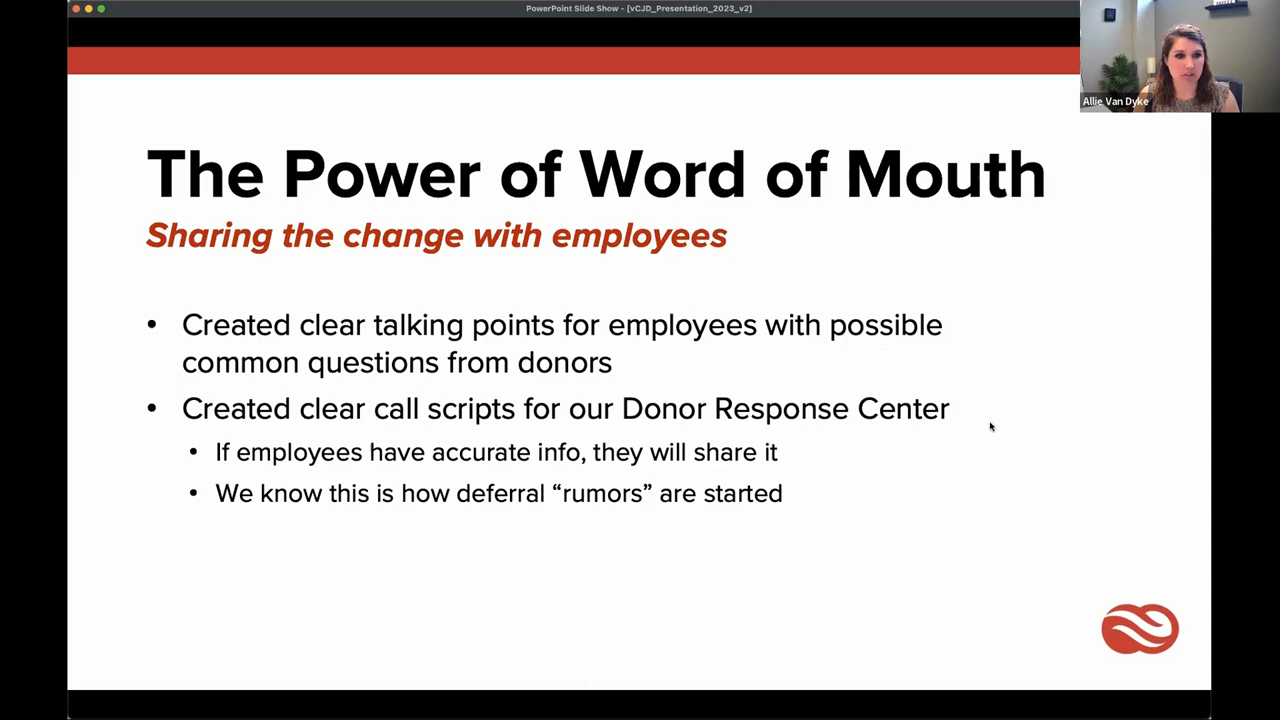 PowerPoint Slide Show - [vCJD_Presentation_2023_v2]
Allie Van Dyke
The Power of Word of Mouth
Sharing the change with employees
• Created clear talking points for employees with possible
common questions from donors
• Created clear call scripts for our Donor Response Center
• If employees have accurate info, they will share it
• We know this is how deferral “rumors” are started